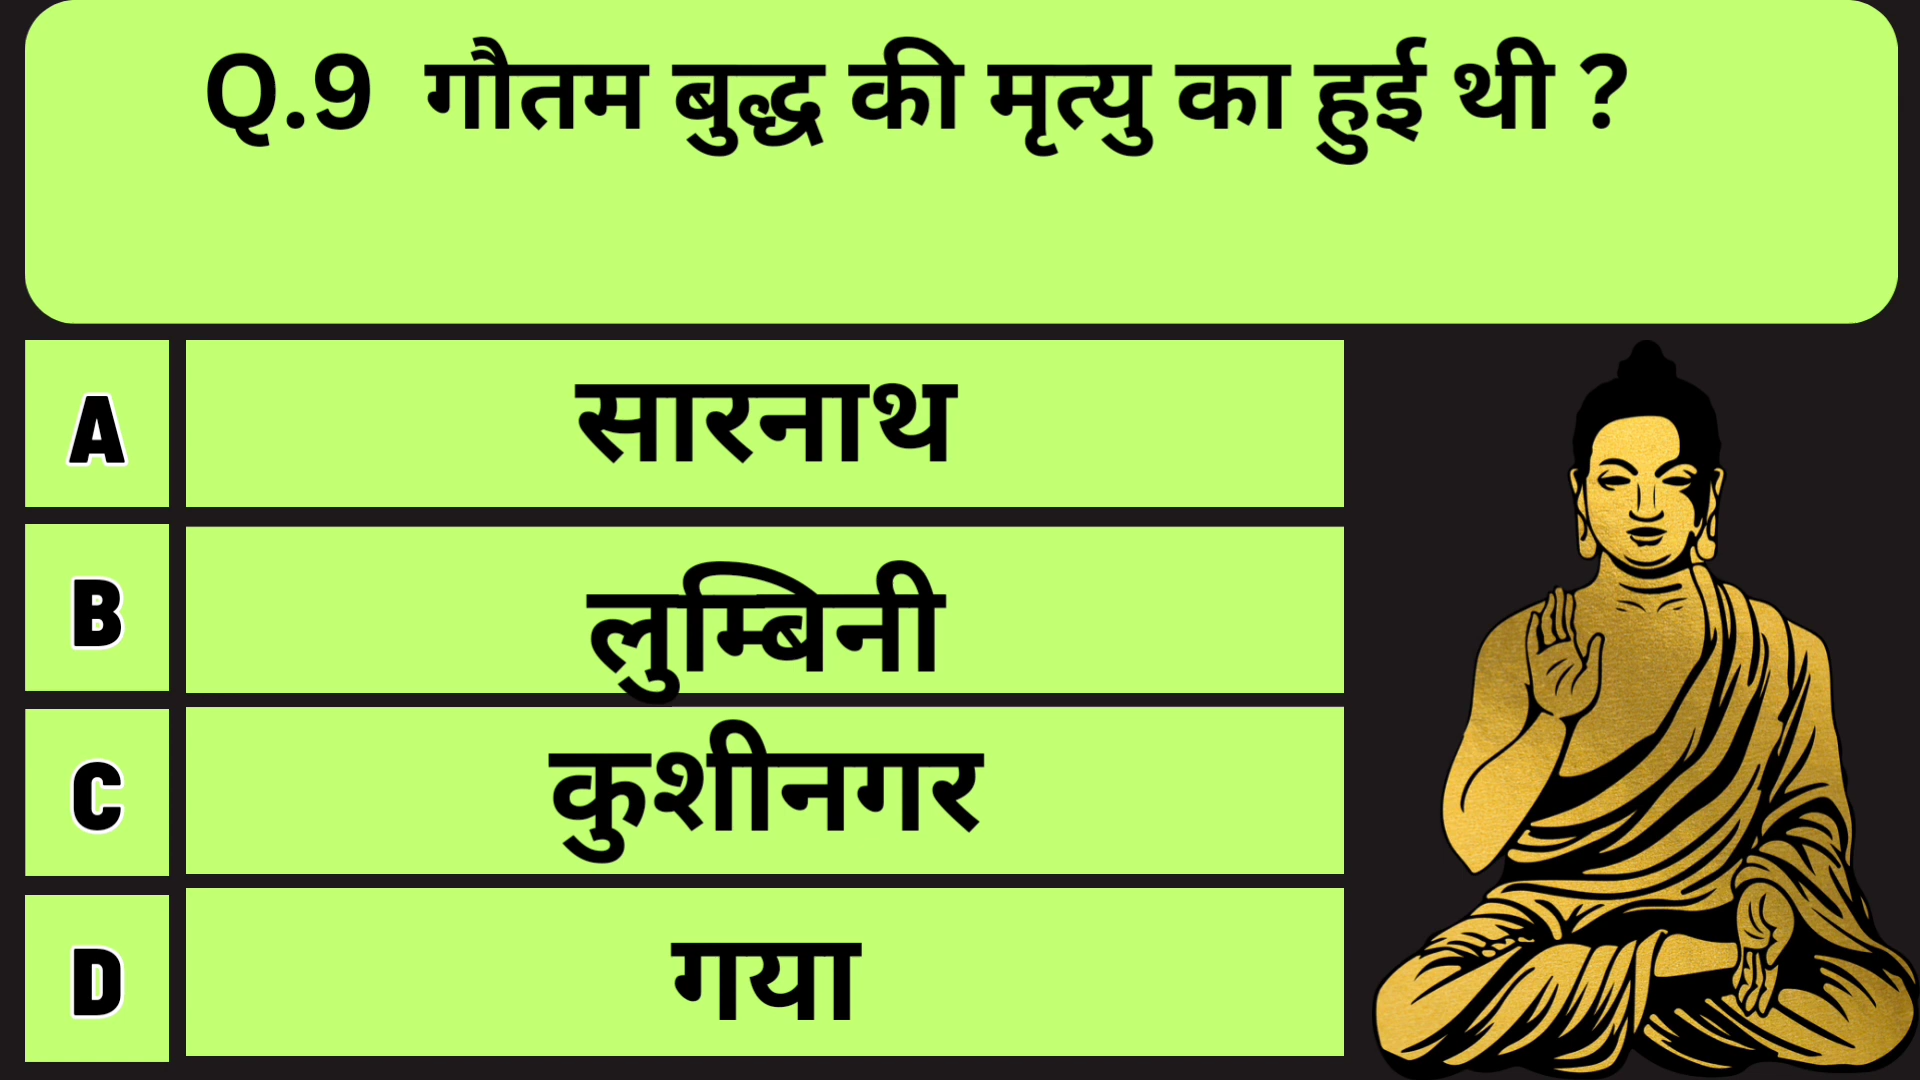 Q.9 गौतम बुद्ध की मृत्यु का हुई थी ?
A सारनाथ
B लुम्बिनी
C कुशीनगर
D गया